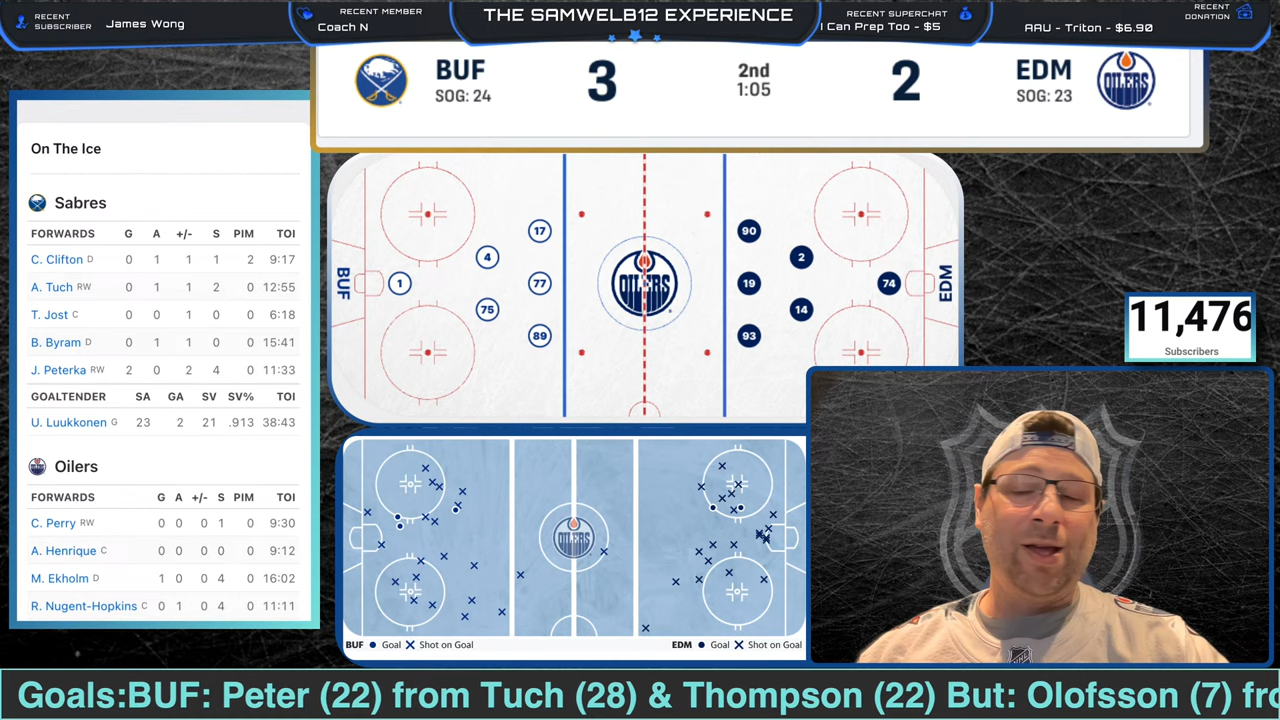 RECENT SUBSCRIBER
James Wong
RECENT MEMBER
Coach N
THE SAMWELB12 EXPERIENCE
RECENT SUPERCHAT
I Can Prep Too - $5
RECENT DONATION
AAU - Triton - $6.90
BUF
SOG: 24
3
2nd
1:05
2
EDM
SOG: 23
OILERS
On The Ice
Sabres
FORWARDS G A +/- S PIM TOI
C. Clifton D 0 1 1 1 2 9:17
A. Tuch RW 0 1 1 2 0 12:55
T. Jost C 0 0 1 0 0 6:18
B. Byram D 0 1 1 0 0 15:41
J. Peterka RW 2 0 2 4 0 11:33
GOALTENDER SA GA SV SV% TOI
U. Luukkonen G 23 2 21 .913 38:43
Oilers
FORWARDS G A +/- S PIM TOI
C. Perry RW 0 0 0 1 0 9:30
A. Henrique C 0 0 0 0 0 9:12
M. Ekholm D 1 0 0 4 0 16:02
R. Nugent-Hopkins C 0 1 0 4 0 11:11
BUF
1
4
75
17
77
89
OILERS
90
19
93
2
14
74
EDM
11,476
Subscribers
OILERS
BUF Goal Shot on Goal
EDM Goal Shot on Goal
NHL
Goals:BUF: Peter (22) from Tuch (28) & Thompson (22) But: Olofsson (7) fro